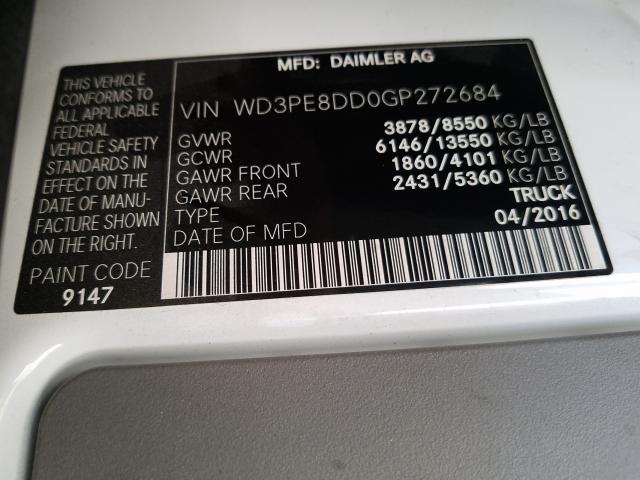 MFD: DAIMLER AG
THIS VEHICLE
CONFORMS TO
ALL APPLICABLE
FEDERAL
VEHICLE SAFETY
STANDARDS IN
EFFECT ON THE
DATE OF MANU-
FACTURE SHOWN
ON THE RIGHT.
PAINT CODE
9147
VIN WD3PE8DD0GP272684
GVWR 3878/8550 KG/LB
GCWR 6146/13550 KG/LB
GAWR FRONT 1860/4101 KG/LB
GAWR REAR 2431/5360 KG/LB
TYPE TRUCK
DATE OF MFD 04/2016